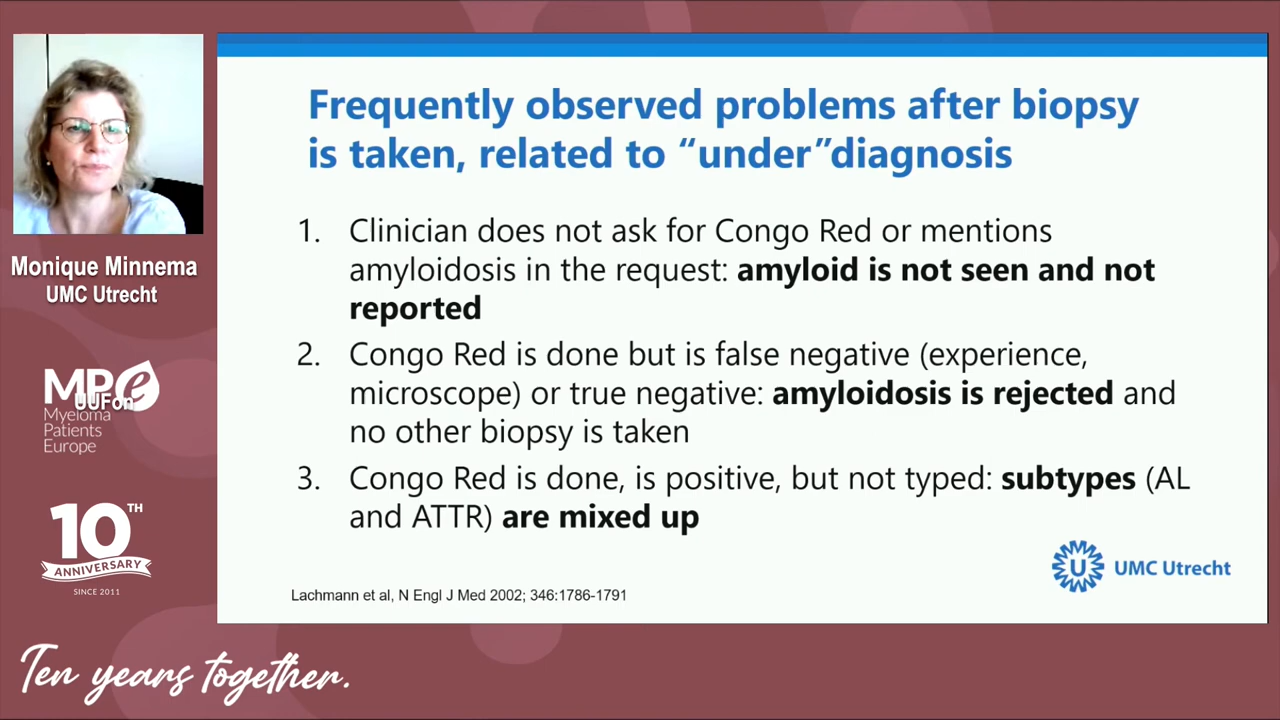 Frequently observed problems after biopsy
is taken, related to “under”diagnosis
1. Clinician does not ask for Congo Red or mentions
amyloidosis in the request: amyloid is not seen and not
reported
2. Congo Red is done but is false negative (experience,
microscope) or true negative: amyloidosis is rejected and
no other biopsy is taken
3. Congo Red is done, is positive, but not typed: subtypes (AL
and ATTR) are mixed up
Lachmann et al, N Engl J Med 2002; 346:1786-1791
UMC Utrecht
Monique Minnema
UMC Utrecht
MPe
UUFon
Myeloma
Patients
Europe
10TH
ANNIVERSARY
SINCE 2011
Ten years together.